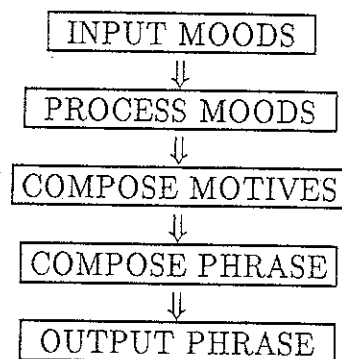 INPUT MOODS
⇓
PROCESS MOODS
⇓
COMPOSE MOTIVES
⇓
COMPOSE PHRASE
⇓
OUTPUT PHRASE